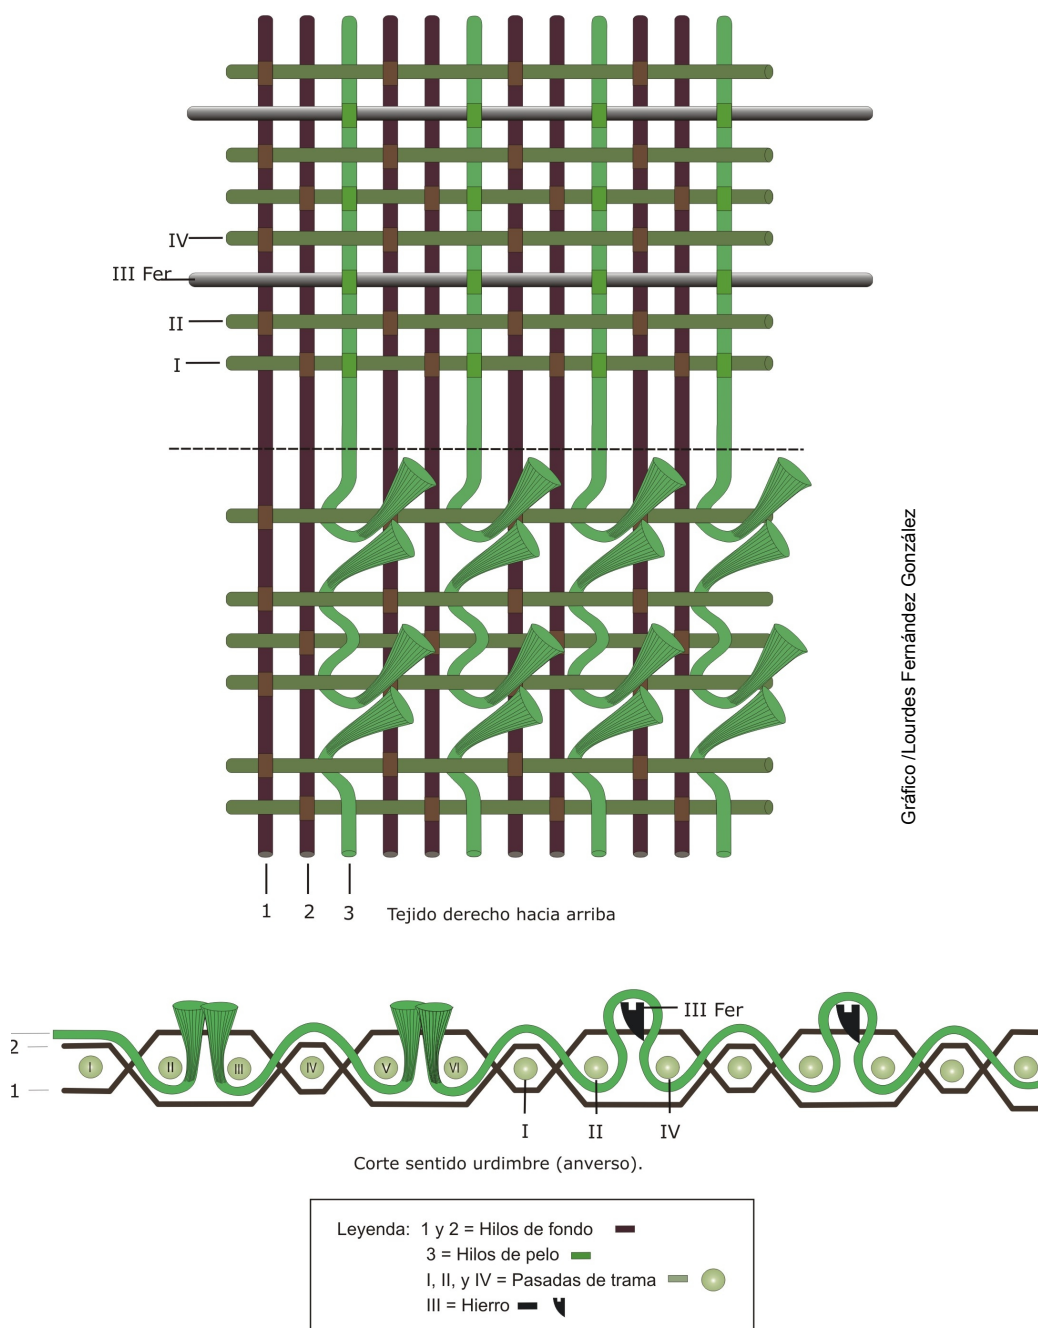 IV
III Fer
II
I
Gráfico /Lourdes Fernández González
1 2 3 Tejido derecho hacia arriba
III Fer
2
I II III IV V VI
1
I II IV
Corte sentido urdimbre (anverso).
Leyenda: 1 y 2 = Hilos de fondo
3 = Hilos de pelo
I, II, y IV = Pasadas de trama
III = Hierro